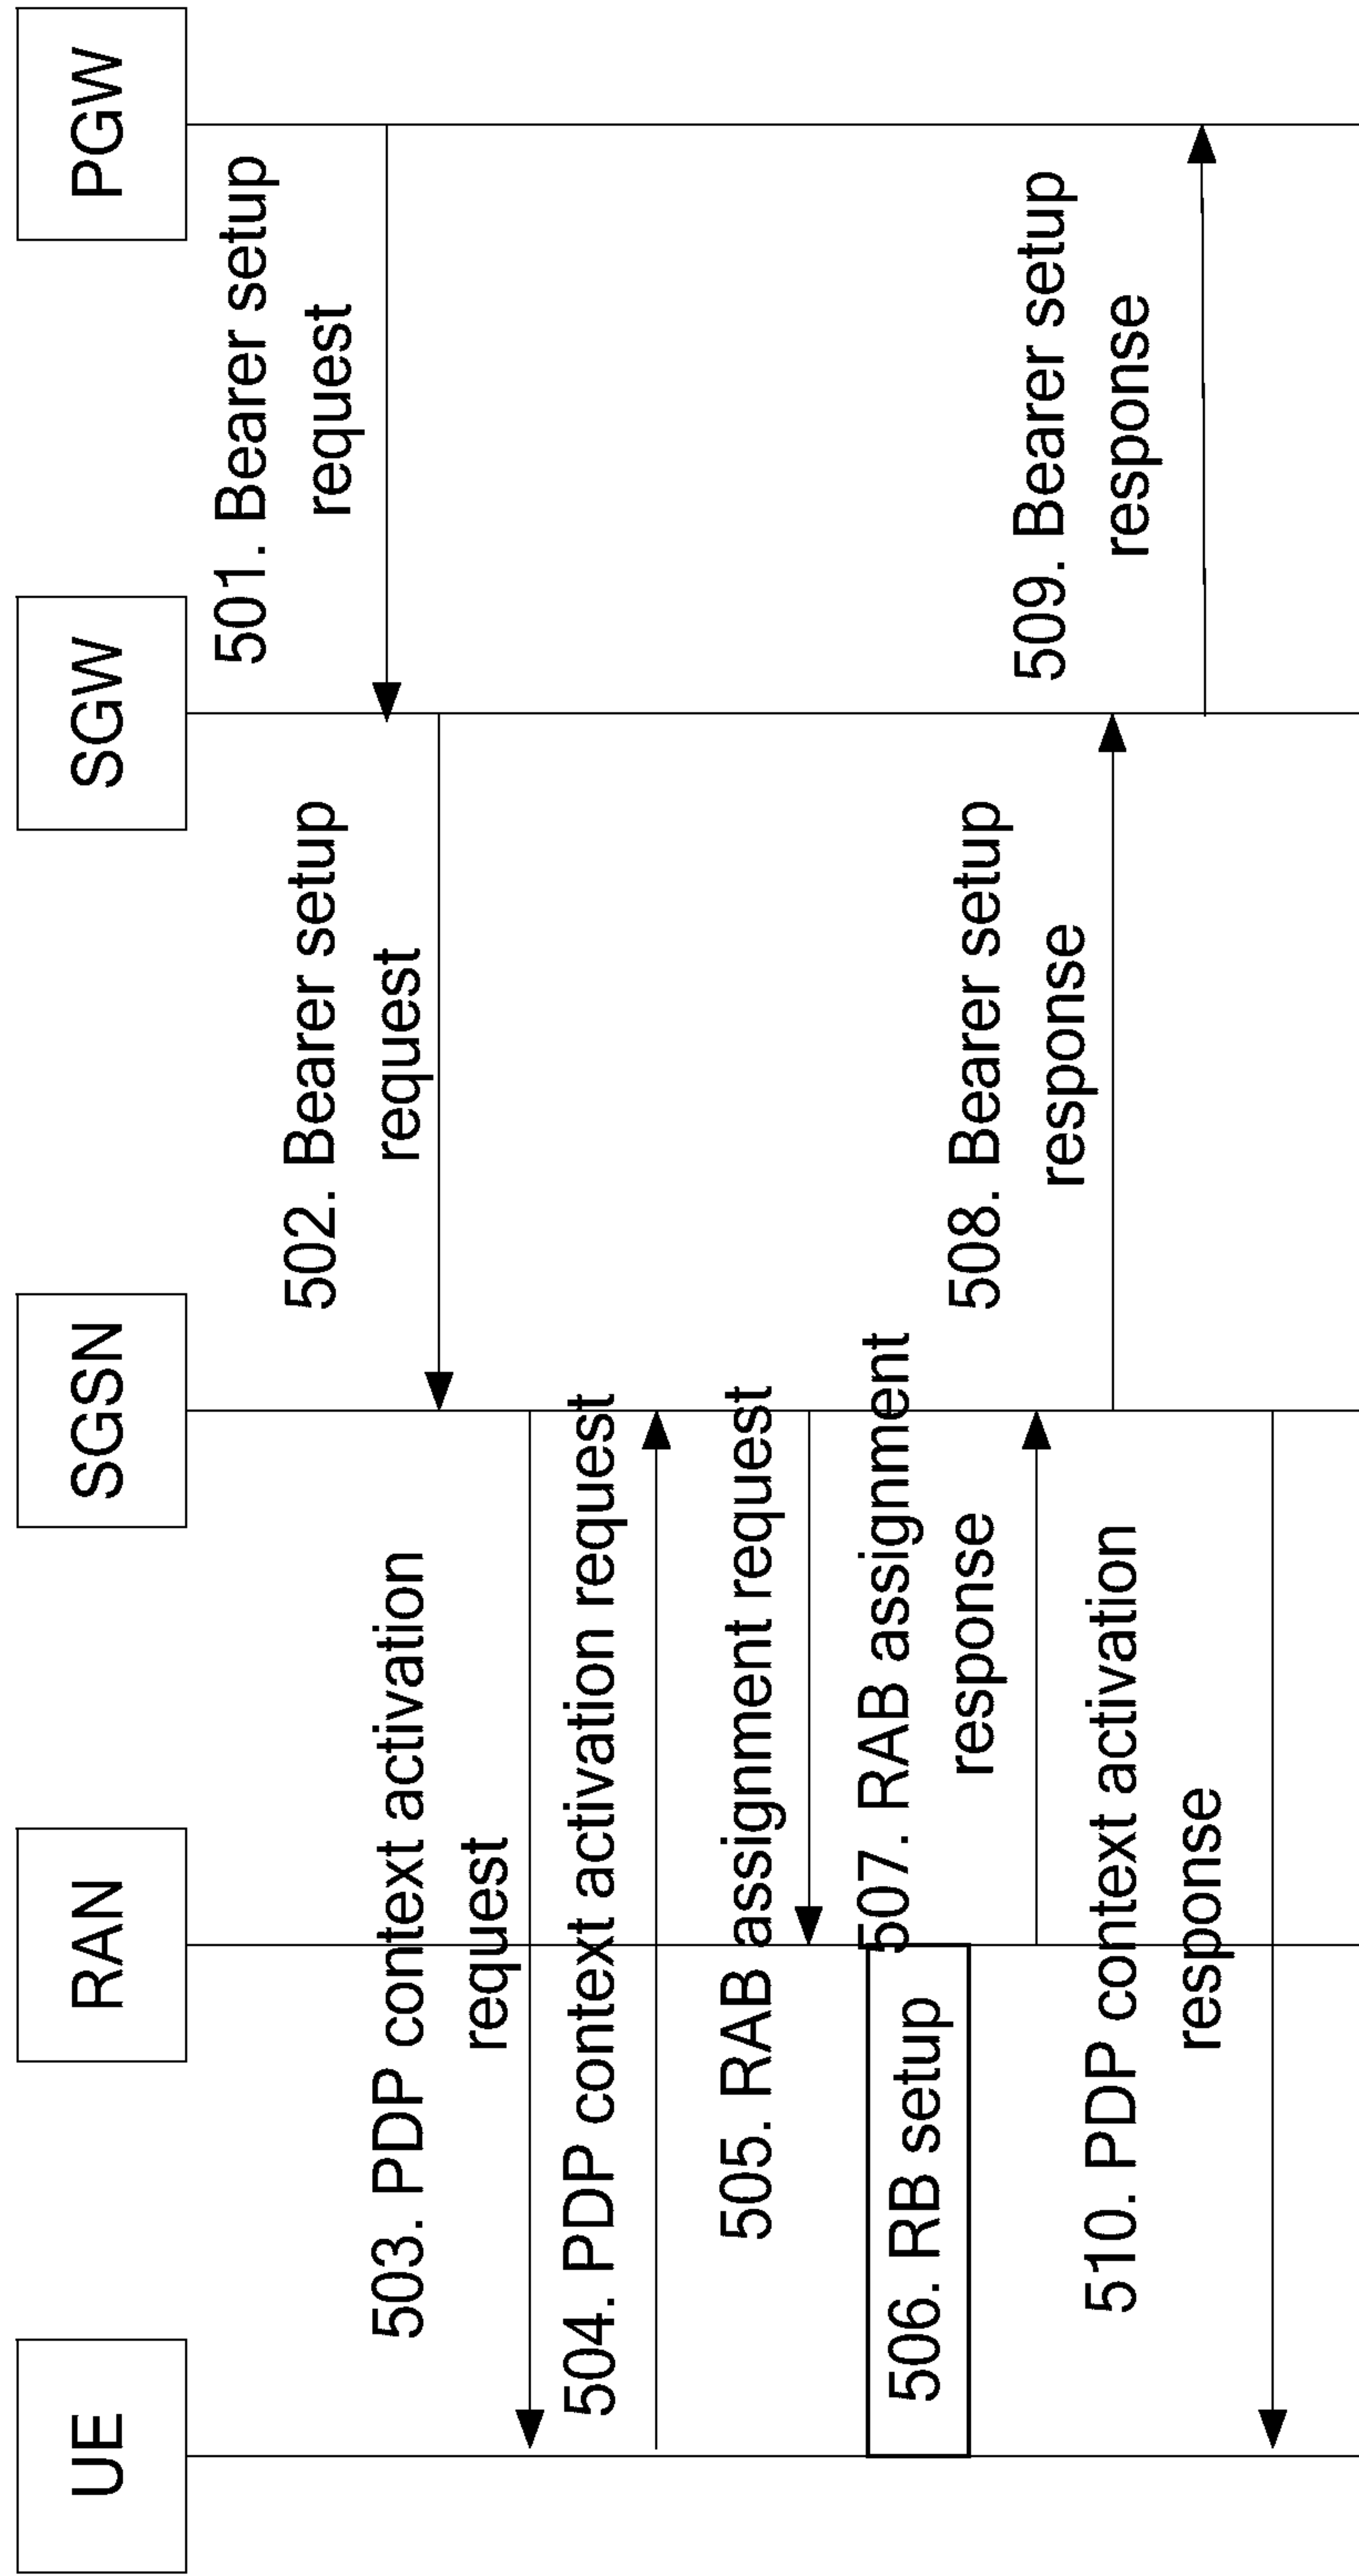 UE
RAN
SGSN
SGW
PGW
501. Bearer setup
request
502. Bearer setup
request
503. PDP context activation
request
504. PDP context activation request
505. RAB assignment request
506. RB setup
507. RAB assignment
response
508. Bearer setup
response
509. Bearer setup
response
510. PDP context activation
response